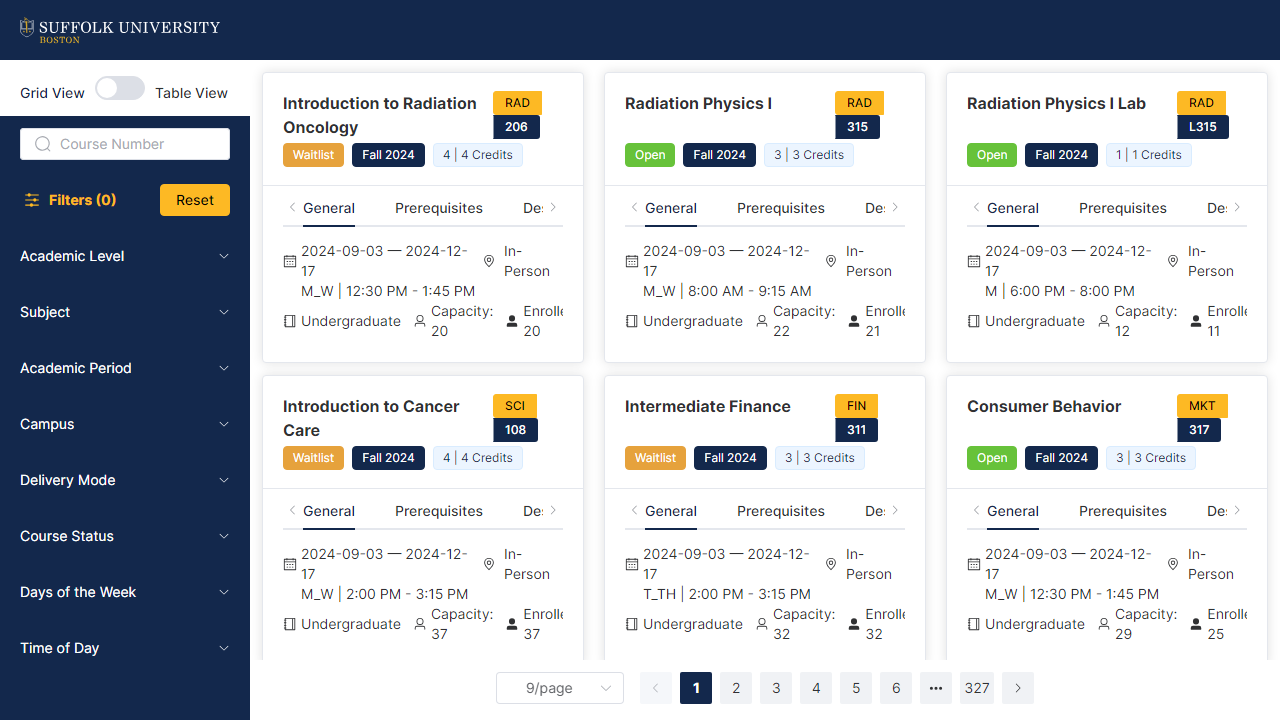 SUFFOLK UNIVERSITY
BOSTON
Grid View
Table View
Course Number
Filters (0)
Reset
Academic Level
Subject
Academic Period
Campus
Delivery Mode
Course Status
Days of the Week
Time of Day
Introduction to Radiation
Oncology
RAD
206
Waitlist
Fall 2024
4 | 4 Credits
General
Prerequisites
De
2024-09-03 — 2024-12-
17
In-
Person
M_W | 12:30 PM - 1:45 PM
Undergraduate
Capacity:
20
Enrolle
20
Radiation Physics I
RAD
315
Open
Fall 2024
3 | 3 Credits
General
Prerequisites
De
2024-09-03 — 2024-12-
17
In-
Person
M_W | 8:00 AM - 9:15 AM
Undergraduate
Capacity:
22
Enrolle
21
Radiation Physics I Lab
RAD
L315
Open
Fall 2024
1 | 1 Credits
General
Prerequisites
De
2024-09-03 — 2024-12-
17
In-
Person
M | 6:00 PM - 8:00 PM
Undergraduate
Capacity:
12
Enrolle
11
Introduction to Cancer
Care
SCI
108
Waitlist
Fall 2024
4 | 4 Credits
General
Prerequisites
De
2024-09-03 — 2024-12-
17
In-
Person
M_W | 2:00 PM - 3:15 PM
Undergraduate
Capacity:
37
Enrolle
37
Intermediate Finance
FIN
311
Waitlist
Fall 2024
3 | 3 Credits
General
Prerequisites
De
2024-09-03 — 2024-12-
17
In-
Person
T_TH | 2:00 PM - 3:15 PM
Undergraduate
Capacity:
32
Enrolle
32
Consumer Behavior
MKT
317
Open
Fall 2024
3 | 3 Credits
General
Prerequisites
De
2024-09-03 — 2024-12-
17
In-
Person
M_W | 12:30 PM - 1:45 PM
Undergraduate
Capacity:
29
Enrolle
25
9/page
1 2 3 4 5 6 ••• 327